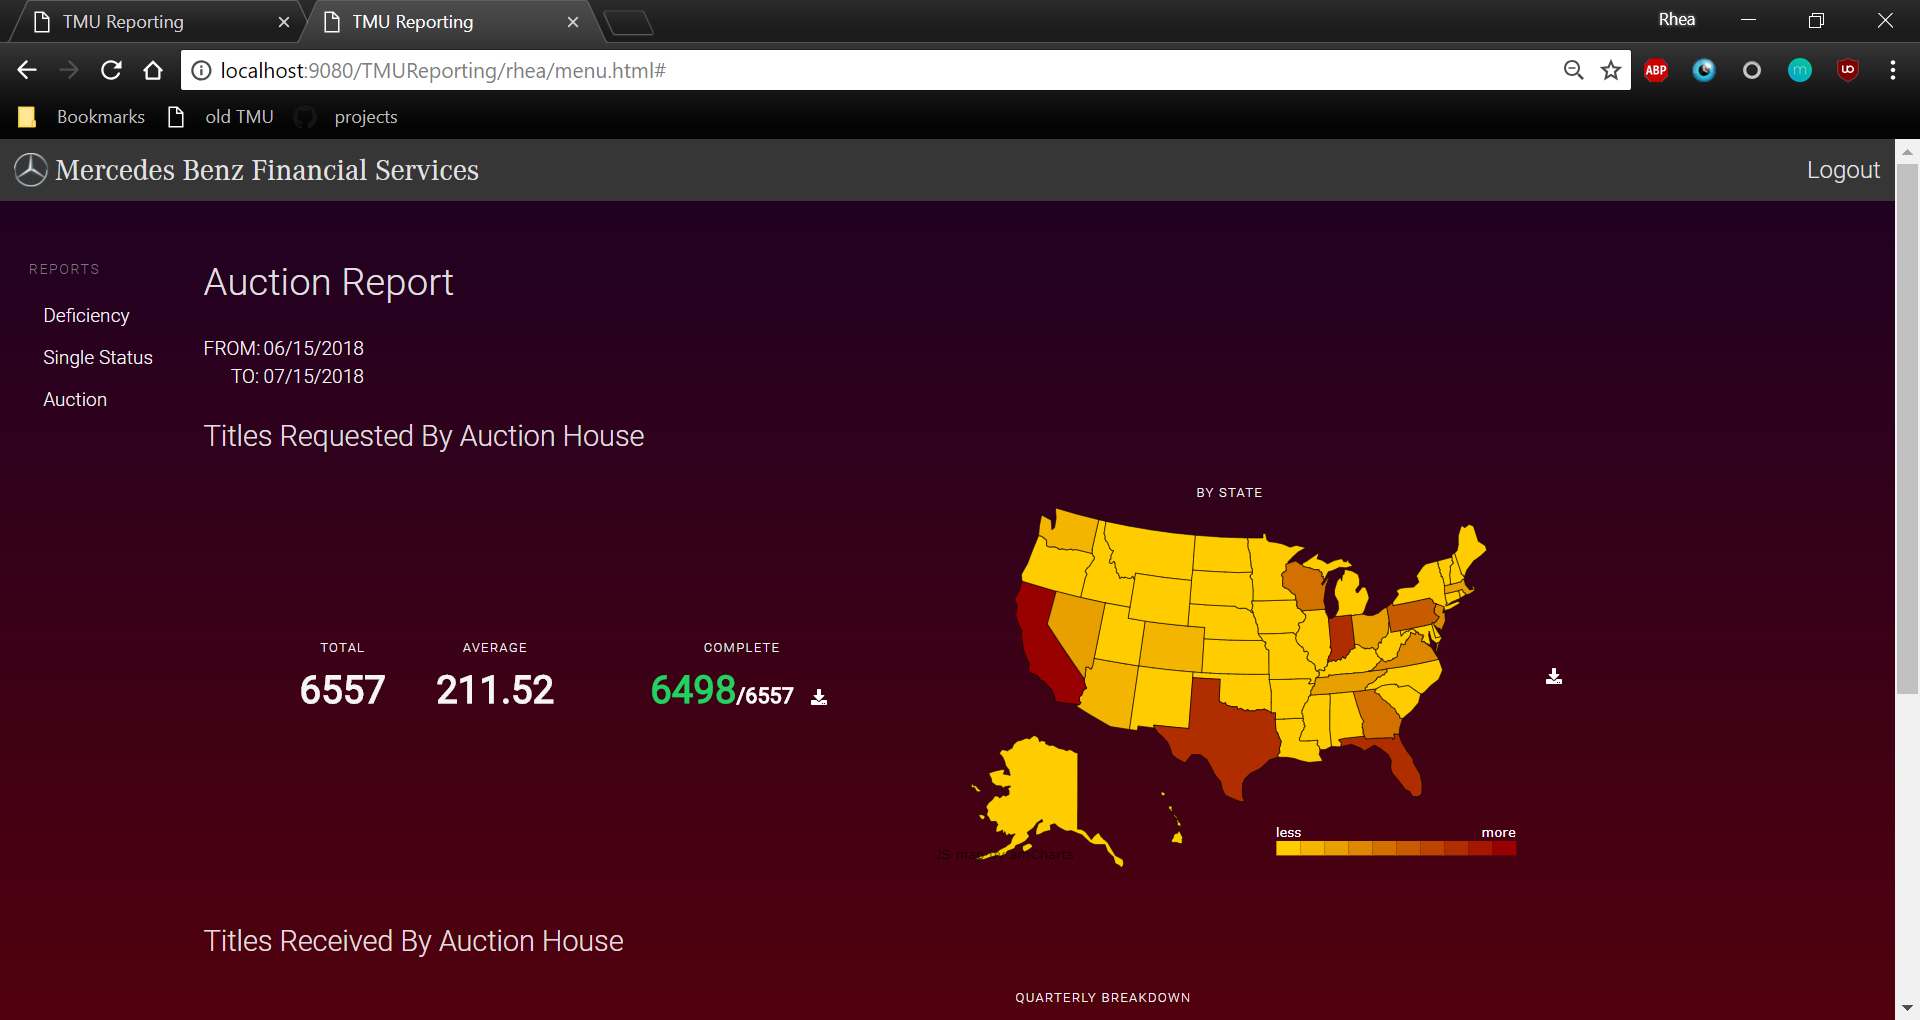 TMU Reporting
TMU Reporting
Rhea
localhost:9080/TMUReporting/rhea/menu.html#
ABP
m
Bookmarks
old TMU
projects
Mercedes Benz Financial Services
Logout
REPORTS
Deficiency
Single Status
Auction
Auction Report
FROM: 06/15/2018
TO: 07/15/2018
Titles Requested By Auction House
BY STATE
TOTAL
AVERAGE
COMPLETE
6557
211.52
6498/6557
less
more
JS map by amCharts
Titles Received By Auction House
QUARTERLY BREAKDOWN